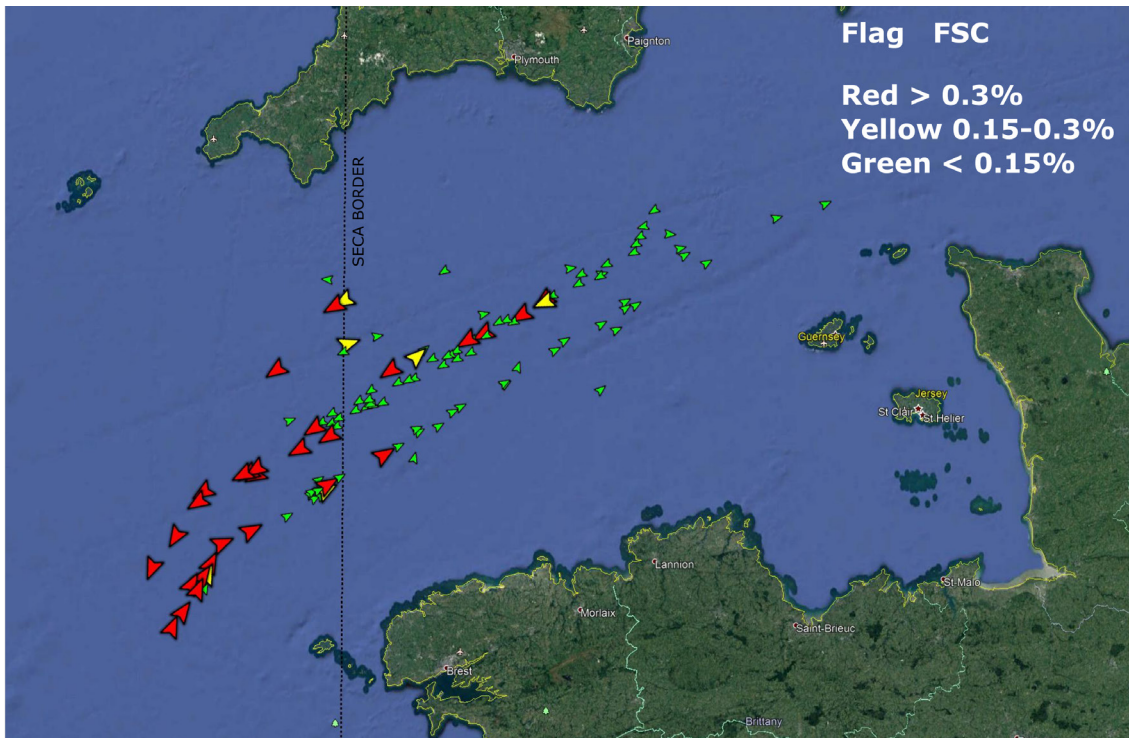 Flag FSC
Red > 0.3%
Yellow 0.15-0.3%
Green < 0.15%
Paignton
Plymouth
SECA BORDER
Guernsey
Jersey
St Clair
St Helier
Lannion
St-Malo
Morlaix
Saint-Brieuc
Brest
Brittany